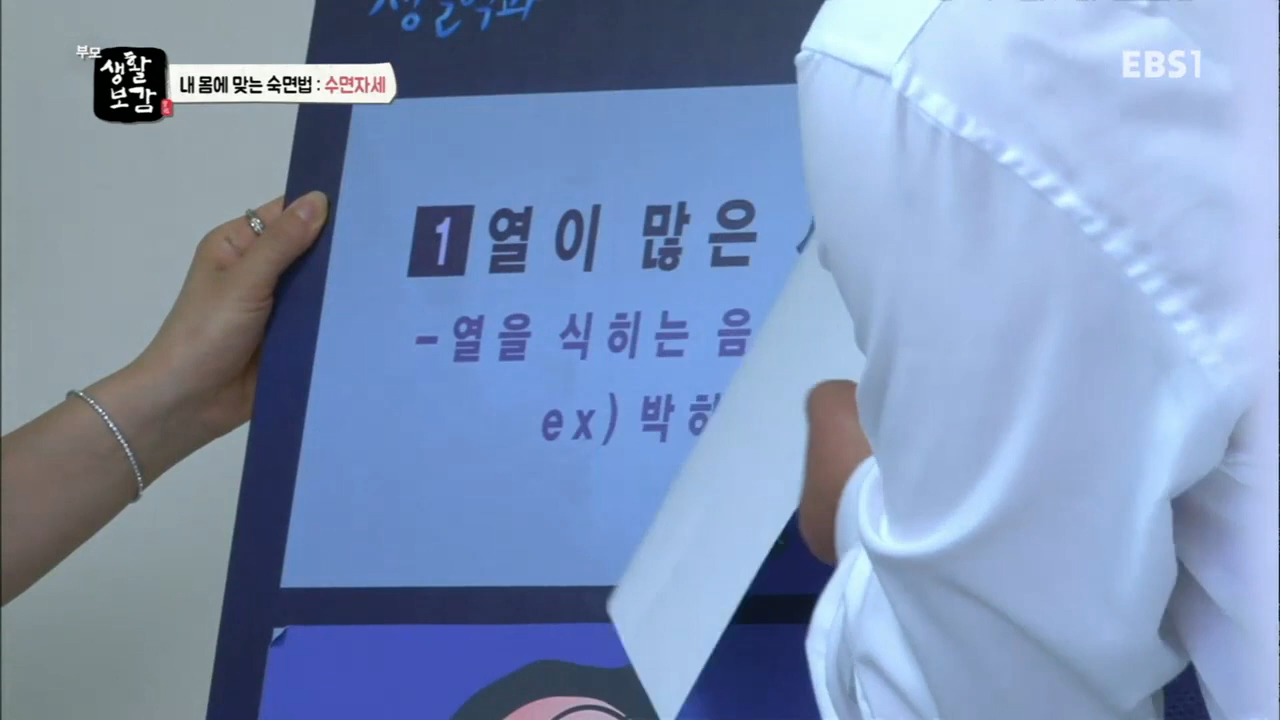 부모
생활
보감
내 몸에 맞는 숙면법 : 수면자세
EBS1
1 열이 많은
-열을 식히는 음
ex) 박하